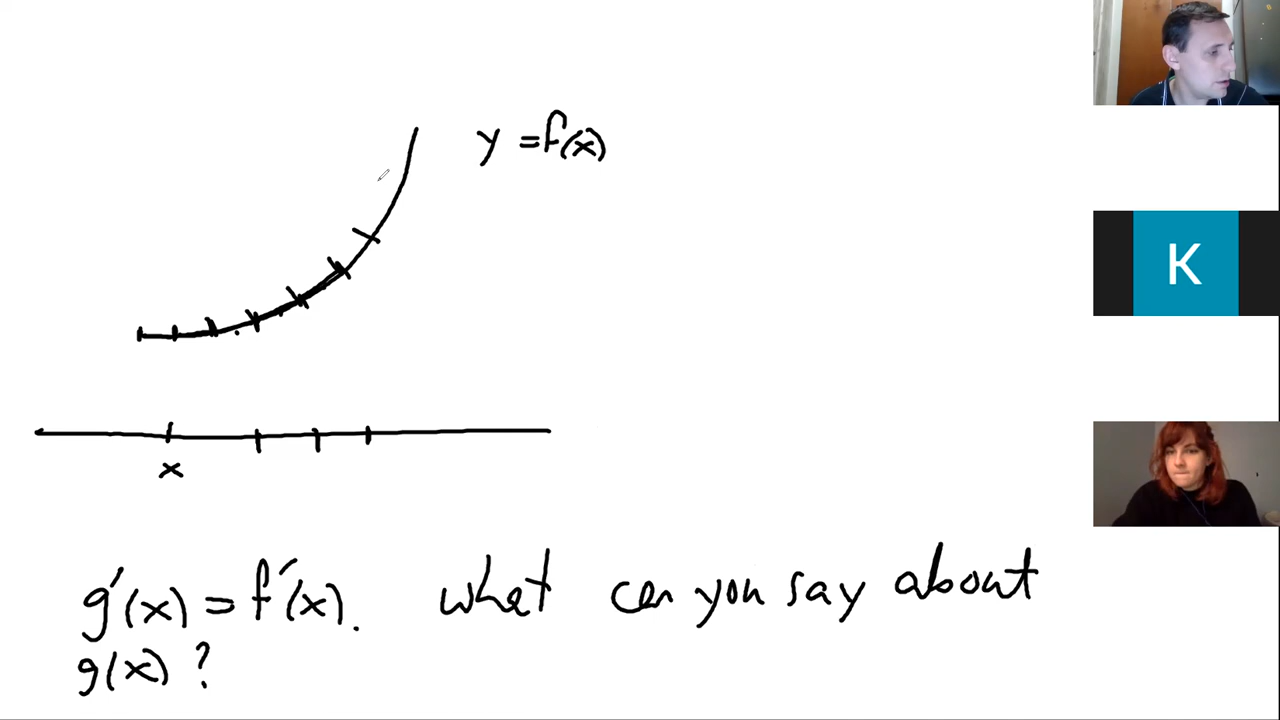 y = f(x)
K
x
g'(x) = f'(x). what can you say about
g(x) ?